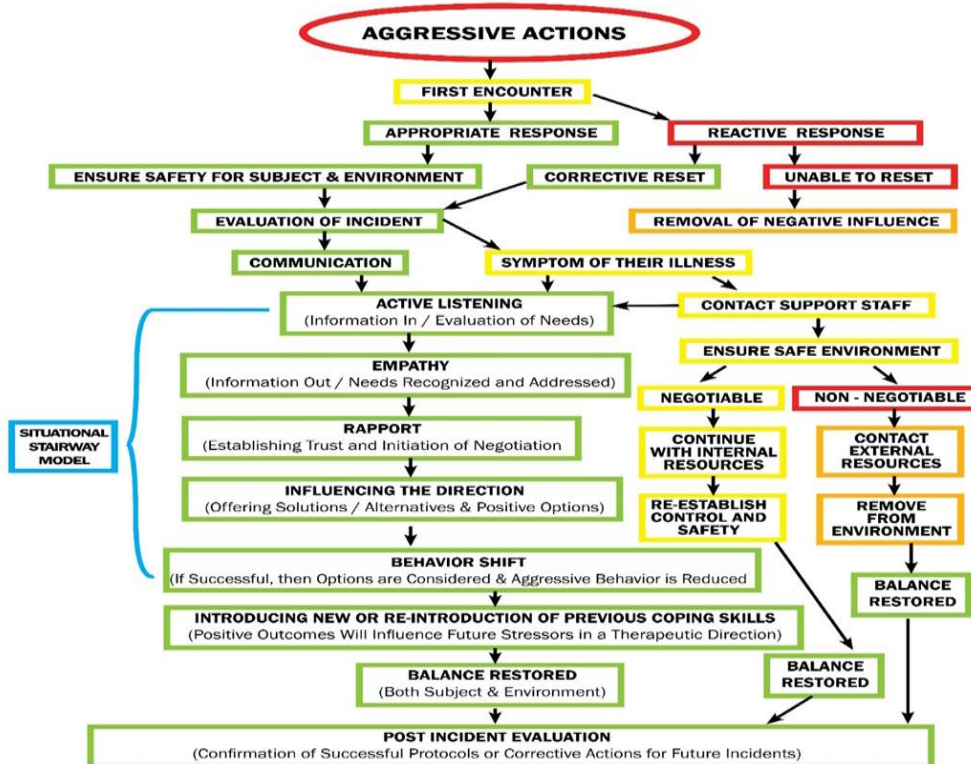 AGGRESSIVE ACTIONS
FIRST ENCOUNTER
APPROPRIATE RESPONSE
REACTIVE RESPONSE
ENSURE SAFETY FOR SUBJECT & ENVIRONMENT
CORRECTIVE RESET
UNABLE TO RESET
EVALUATION OF INCIDENT
REMOVAL OF NEGATIVE INFLUENCE
COMMUNICATION
SYMPTOM OF THEIR ILLNESS
ACTIVE LISTENING
(Information In / Evaluation of Needs)
CONTACT SUPPORT STAFF
ENSURE SAFE ENVIRONMENT
EMPATHY
(Information Out / Needs Recognized and Addressed)
NEGOTIABLE
NON - NEGOTIABLE
SITUATIONAL
STAIRWAY
MODEL
RAPPORT
(Establishing Trust and Initiation of Negotiation
CONTINUE
WITH INTERNAL
RESOURCES
CONTACT
EXTERNAL
RESOURCES
INFLUENCING THE DIRECTION
(Offering Solutions / Alternatives & Positive Options)
RE-ESTABLISH
CONTROL AND
SAFETY
REMOVE
FROM
ENVIRONMENT
BEHAVIOR SHIFT
(If Successful, then Options are Considered & Aggressive Behavior is Reduced
BALANCE
RESTORED
INTRODUCING NEW OR RE-INTRODUCTION OF PREVIOUS COPING SKILLS
(Positive Outcomes Will Influence Future Stressors in a Therapeutic Direction)
BALANCE RESTORED
(Both Subject & Environment)
BALANCE
RESTORED
POST INCIDENT EVALUATION
(Confirmation of Successful Protocols or Corrective Actions for Future Incidents)